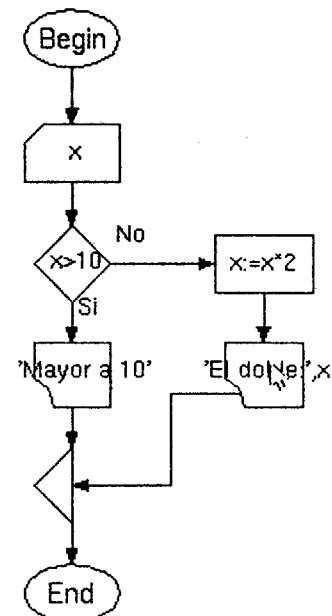 Begin
x
x>10
No
Si
x:=x*2
'Mayor a 10'
'El ,x
End